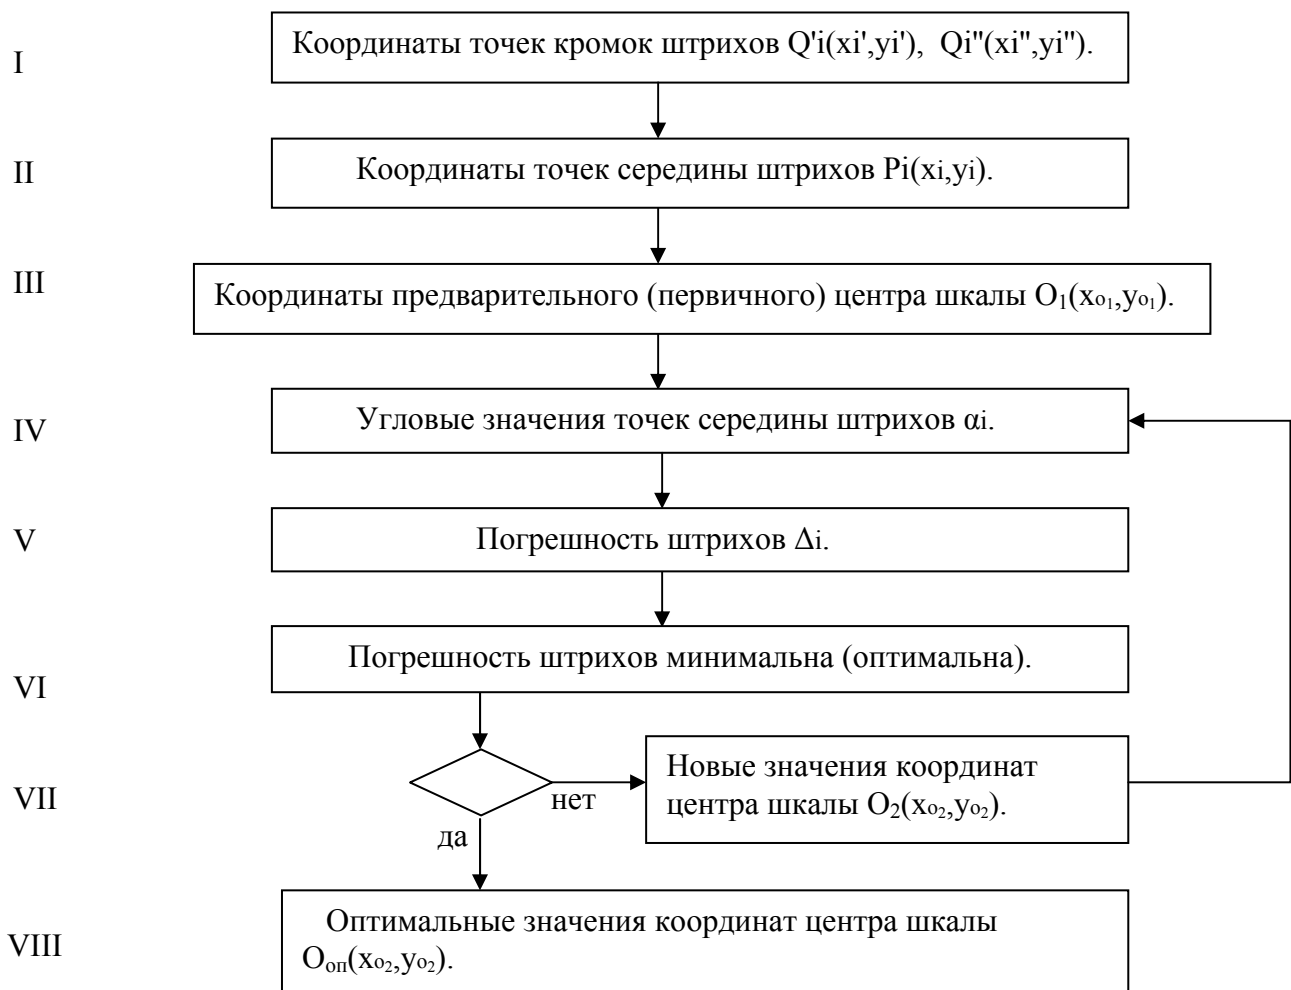 I
Координаты точек кромок штрихов Q'i(xi',yi'), Qi"(xi",yi").
II
Координаты точек середины штрихов Pi(xi,yi).
III
Координаты предварительного (первичного) центра шкалы O₁(xo₁,yo₁).
IV
Угловые значения точек середины штрихов αi.
V
Погрешность штрихов Δi.
VI
Погрешность штрихов минимальна (оптимальна).
VII
нет
Новые значения координат
центра шкалы O₂(xo₂,yo₂).
да
VIII
Оптимальные значения координат центра шкалы
Oоп(xo₂,yo₂).